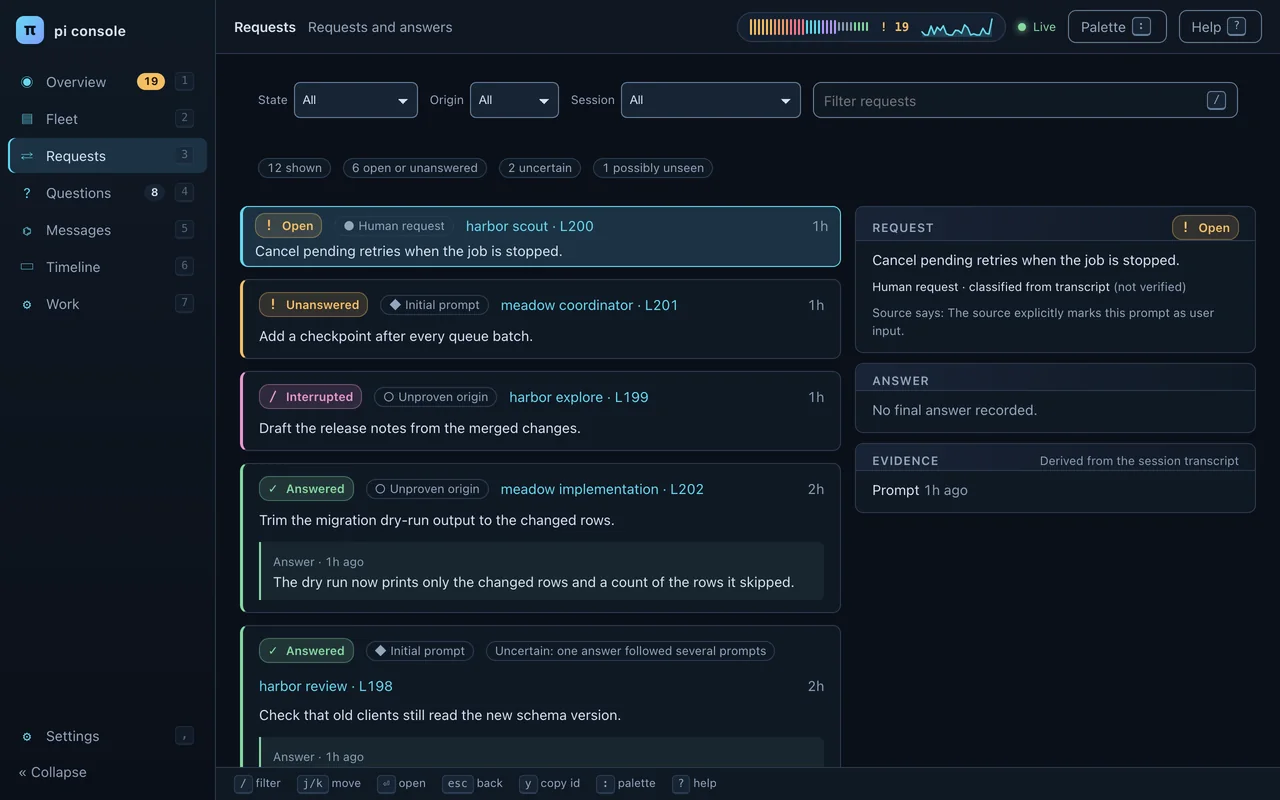 π pi console
Overview 19 1
Fleet 2
Requests 3
? Questions 8 4
Messages 5
Timeline 6
Work 7
Settings ,
« Collapse
Requests Requests and answers
! 19
Live
Palette :
Help ?
State All Origin All Session All Filter requests /
12 shown 6 open or unanswered 2 uncertain 1 possibly unseen
! Open Human request harbor scout · L200 1h
Cancel pending retries when the job is stopped.
! Unanswered Initial prompt meadow coordinator · L201 1h
Add a checkpoint after every queue batch.
/ Interrupted Unproven origin harbor explore · L199 1h
Draft the release notes from the merged changes.
✓ Answered Unproven origin meadow implementation · L202 2h
Trim the migration dry-run output to the changed rows.
Answer · 1h ago
The dry run now prints only the changed rows and a count of the rows it skipped.
✓ Answered Initial prompt Uncertain: one answer followed several prompts
harbor review · L198 2h
Check that old clients still read the new schema version.
Answer · 1h ago
REQUEST ! Open
Cancel pending retries when the job is stopped.
Human request · classified from transcript (not verified)
Source says: The source explicitly marks this prompt as user
input.
ANSWER
No final answer recorded.
EVIDENCE Derived from the session transcript
Prompt 1h ago
/ filter j/k move ⏎ open esc back y copy id : palette ? help